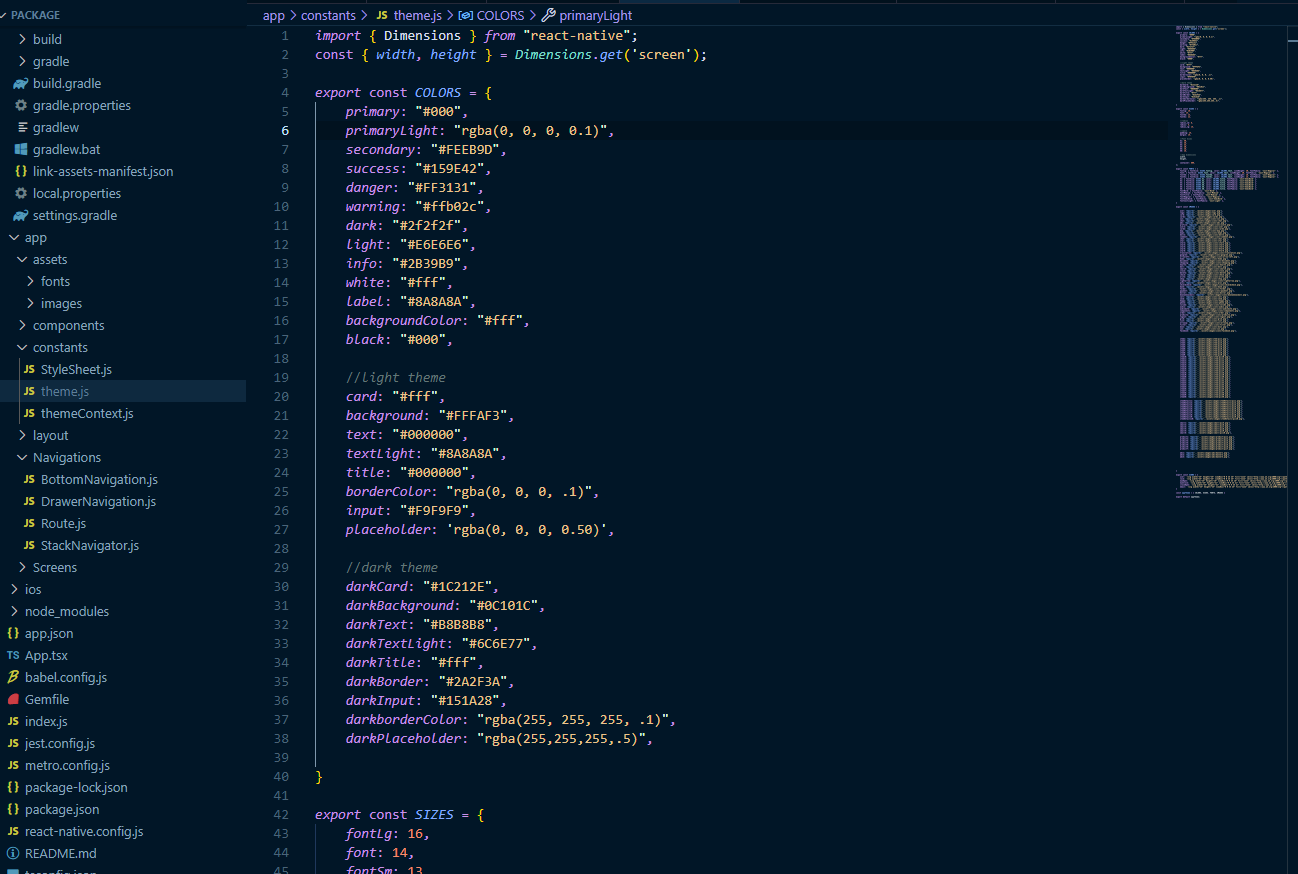 PACKAGE
build
gradle
build.gradle
gradle.properties
gradlew
gradlew.bat
link-assets-manifest.json
local.properties
settings.gradle
app
assets
fonts
images
components
constants
StyleSheet.js
theme.js
themeContext.js
layout
Navigations
BottomNavigation.js
DrawerNavigation.js
Route.js
StackNavigator.js
Screens
ios
node_modules
app.json
App.tsx
babel.config.js
Gemfile
index.js
jest.config.js
metro.config.js
package-lock.json
package.json
react-native.config.js
README.md
tsconfig.json
app > constants > JS theme.js > COLORS > primaryLight
1 import { Dimensions } from "react-native";
2 const { width, height } = Dimensions.get('screen');
3
4 export const COLORS = {
5 primary: "#000",
6 primaryLight: "rgba(0, 0, 0, 0.1)",
7 secondary: "#FEEB9D",
8 success: "#159E42",
9 danger: "#FF3131",
10 warning: "#ffb02c",
11 dark: "#2f2f2f",
12 light: "#E6E6E6",
13 info: "#2B39B9",
14 white: "#fff",
15 label: "#8A8A8A",
16 backgroundColor: "#fff",
17 black: "#000",
18
19 //light theme
20 card: "#fff",
21 background: "#FFFAF3",
22 text: "#000000",
23 textLight: "#8A8A8A",
24 title: "#000000",
25 borderColor: "rgba(0, 0, 0, .1)",
26 input: "#F9F9F9",
27 placeholder: 'rgba(0, 0, 0, 0.50)',
28
29 //dark theme
30 darkCard: "#1C212E",
31 darkBackground: "#0C101C",
32 darkText: "#B8B8B8",
33 darkTextLight: "#6C6E77",
34 darkTitle: "#fff",
35 darkBorder: "#2A2F3A",
36 darkInput: "#151A28",
37 darkborderColor: "rgba(255, 255, 255, .1)",
38 darkPlaceholder: "rgba(255,255,255,.5)",
39
40 }
41
42 export const SIZES = {
43 fontLg: 16,
44 font: 14,
45 fontSm: 13,